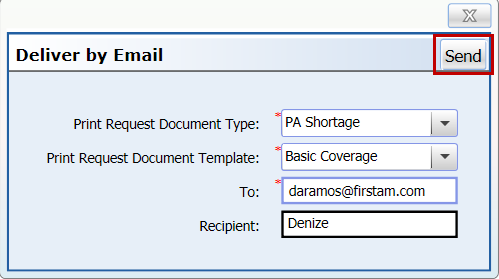 X
Deliver by Email
Send
* Print Request Document Type: PA Shortage
* Print Request Document Template: Basic Coverage
* To: daramos@firstam.com
Recipient: Denize